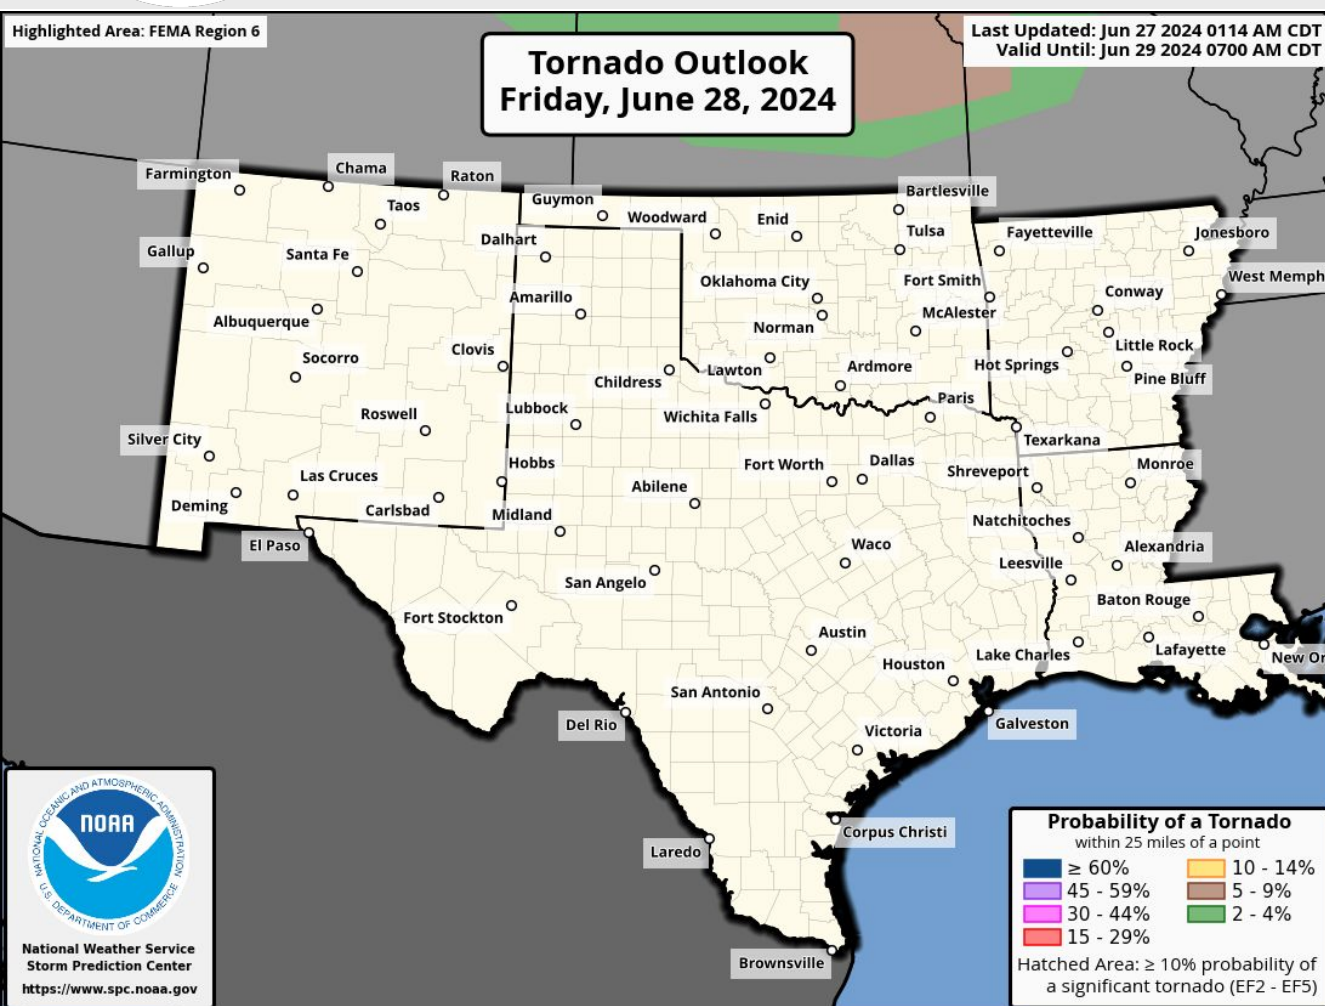 Highlighted Area: FEMA Region 6
Last Updated: Jun 27 2024 0114 AM CDT
Valid Until: Jun 29 2024 0700 AM CDT
Tornado Outlook
Friday, June 28, 2024
Farmington
Chama
Raton
Taos
Guymon
Woodward
Enid
Bartlesville
Tulsa
Fayetteville
Jonesboro
Gallup
Santa Fe
Dalhart
Amarillo
Oklahoma City
Fort Smith
Conway
West Memph
Albuquerque
Norman
McAlester
Little Rock
Socorro
Clovis
Childress
Lawton
Ardmore
Hot Springs
Pine Bluff
Roswell
Lubbock
Wichita Falls
Paris
Texarkana
Silver City
Las Cruces
Hobbs
Abilene
Fort Worth
Dallas
Shreveport
Monroe
Deming
Carlsbad
Midland
Natchitoches
El Paso
San Angelo
Waco
Leesville
Alexandria
Fort Stockton
Baton Rouge
Austin
Houston
Lake Charles
Lafayette
New Or
San Antonio
Del Rio
Victoria
Galveston
Corpus Christi
Laredo
Brownsville
NATIONAL OCEANIC AND ATMOSPHERIC ADMINISTRATION
NOAA
U.S. DEPARTMENT OF COMMERCE
National Weather Service
Storm Prediction Center
https://www.spc.noaa.gov
Probability of a Tornado
within 25 miles of a point
≥ 60% 10 - 14%
45 - 59% 5 - 9%
30 - 44% 2 - 4%
15 - 29%
Hatched Area: ≥ 10% probability of
a significant tornado (EF2 - EF5)